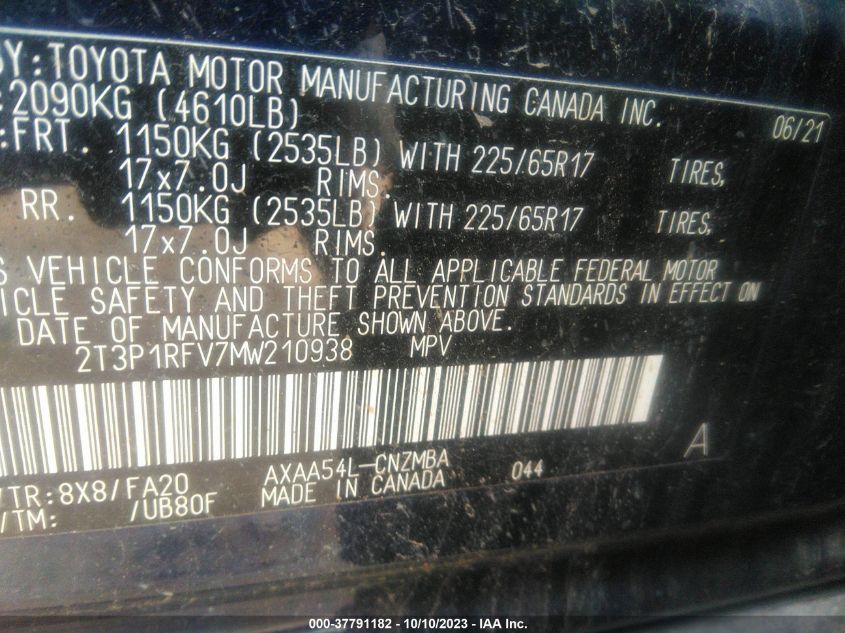 Y:TOYOTA MOTOR MANUFACTURING CANADA INC. 06/21
:2090KG (4610LB)
:FRT. 1150KG (2535LB) WITH 225/65R17 TIRES,
17x7.0J RIMS.
RR. 1150KG (2535LB) WITH 225/65R17 TIRES,
17x7.0J RIMS.
S VEHICLE CONFORMS TO ALL APPLICABLE FEDERAL MOTOR
ICLE SAFETY AND THEFT PREVENTION STANDARDS IN EFFECT ON
DATE OF MANUFACTURE SHOWN ABOVE.
2T3P1RFV7MW210938 MPV
A
/TR:8X8/FA20 AXAA54L-CNZMBA 044
/TM: /UB80F MADE IN CANADA
000-37791182 - 10/10/2023 - IAA Inc.